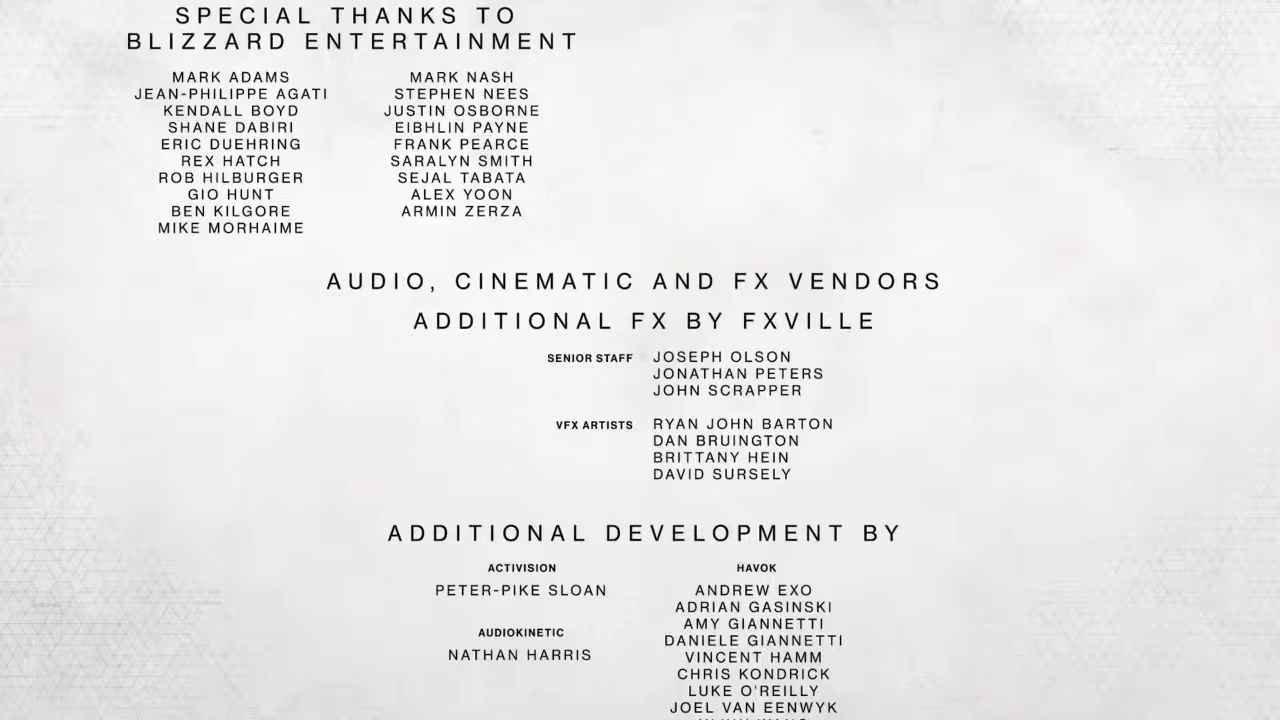 SPECIAL THANKS TO
BLIZZARD ENTERTAINMENT
MARK ADAMS
JEAN-PHILIPPE AGATI
KENDALL BOYD
SHANE DABIRI
ERIC DUEHRING
REX HATCH
ROB HILBURGER
GIO HUNT
BEN KILGORE
MIKE MORHAIME
MARK NASH
STEPHEN NEES
JUSTIN OSBORNE
EIBHLIN PAYNE
FRANK PEARCE
SARALYN SMITH
SEJAL TABATA
ALEX YOON
ARMIN ZERZA
AUDIO, CINEMATIC AND FX VENDORS
ADDITIONAL FX BY FXVILLE
SENIOR STAFF JOSEPH OLSON
JONATHAN PETERS
JOHN SCRAPPER
VFX ARTISTS RYAN JOHN BARTON
DAN BRUINGTON
BRITTANY HEIN
DAVID SURSELY
ADDITIONAL DEVELOPMENT BY
ACTIVISION
PETER-PIKE SLOAN
AUDIOKINETIC
NATHAN HARRIS
HAVOK
ANDREW EXO
ADRIAN GASINSKI
AMY GIANNETTI
DANIELE GIANNETTI
VINCENT HAMM
CHRIS KONDRICK
LUKE O'REILLY
JOEL VAN EENWYK